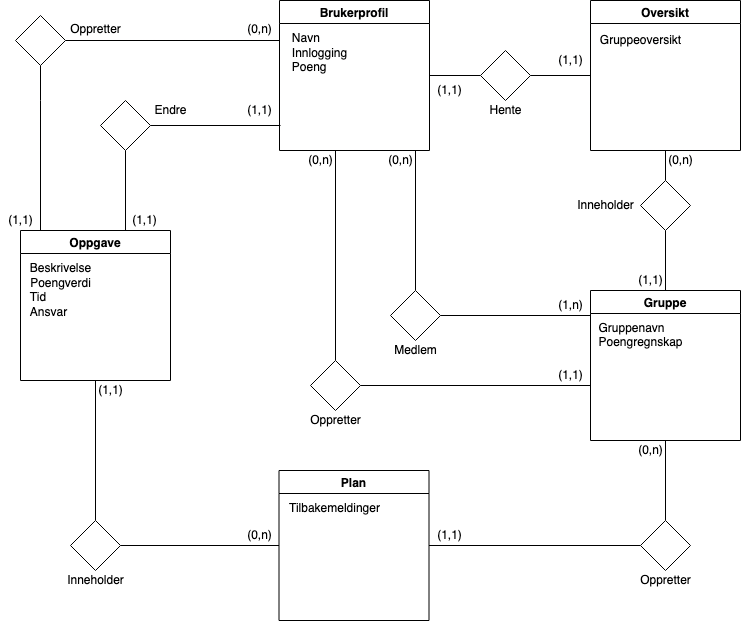 Brukerprofil
Oversikt
Oppretter
(0,n)
Navn
Innlogging
Poeng
Gruppeoversikt
(1,1)
(1,1)
Hente
Endre
(1,1)
(0,n)
(0,n)
(0,n)
Inneholder
(1,1)
(1,1)
Oppgave
Beskrivelse
Poengverdi
Tid
Ansvar
(1,1)
Gruppe
(1,n)
Gruppenavn
Poengregnskap
Medlem
(1,1)
(1,1)
Oppretter
(0,n)
Plan
Tilbakemeldinger
(0,n)
(1,1)
Inneholder
Oppretter